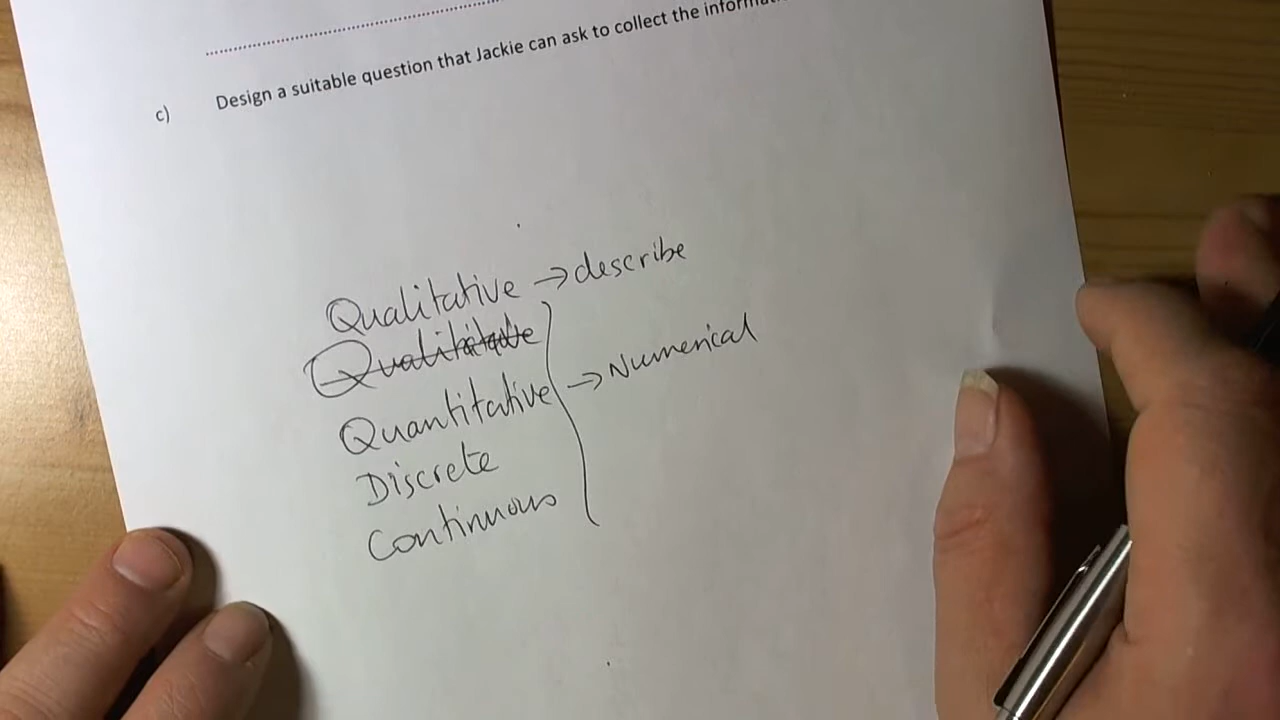 c) Design a suitable question that Jackie can ask to collect the
Qualitative → describe
Quantitative → Numerical
Discrete
Continuous